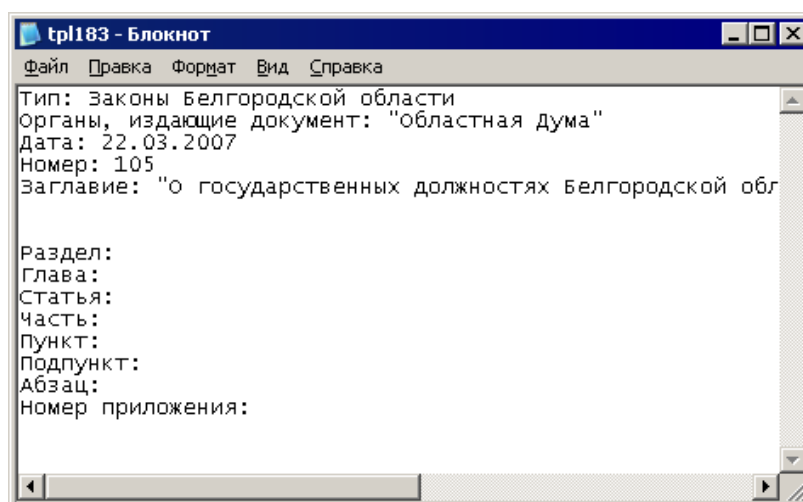 tpl183 - Блокнот
Файл Правка Формат Вид Справка
Тип: Законы Белгородской области
Органы, издающие документ: "Областная Дума"
Дата: 22.03.2007
Номер: 105
Заглавие: "О государственных должностях Белгородской обл
Раздел:
Глава:
Статья:
Часть:
Пункт:
Подпункт:
Абзац:
Номер приложения: